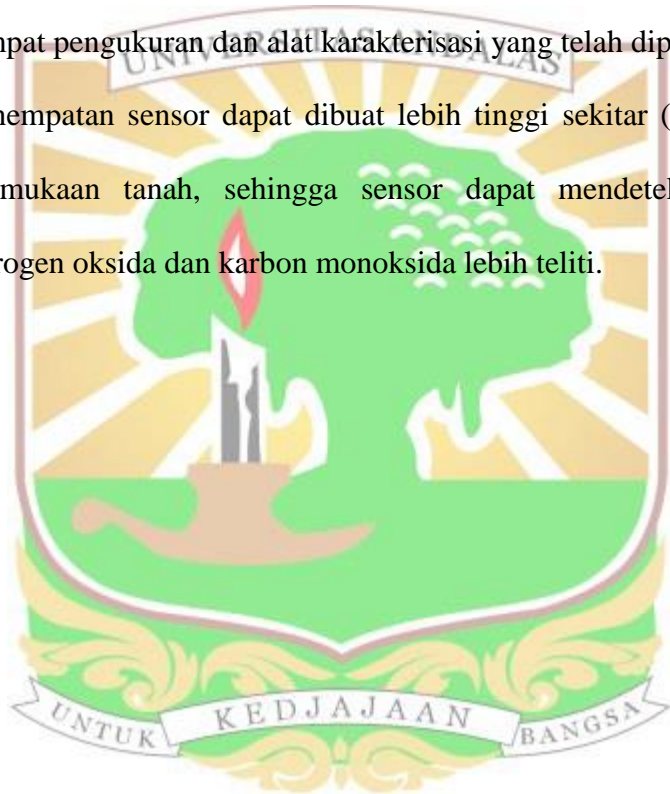 mpat pengukuran dan alat karakterisasi yang telah dip
UNIVERSITAS ANDALAS
nempatan sensor dapat dibuat lebih tinggi sekitar (
mukaan tanah, sehingga sensor dapat mendetel
rogen oksida dan karbon monoksida lebih teliti.
UNTUK KEDJAJAAN BANGSA